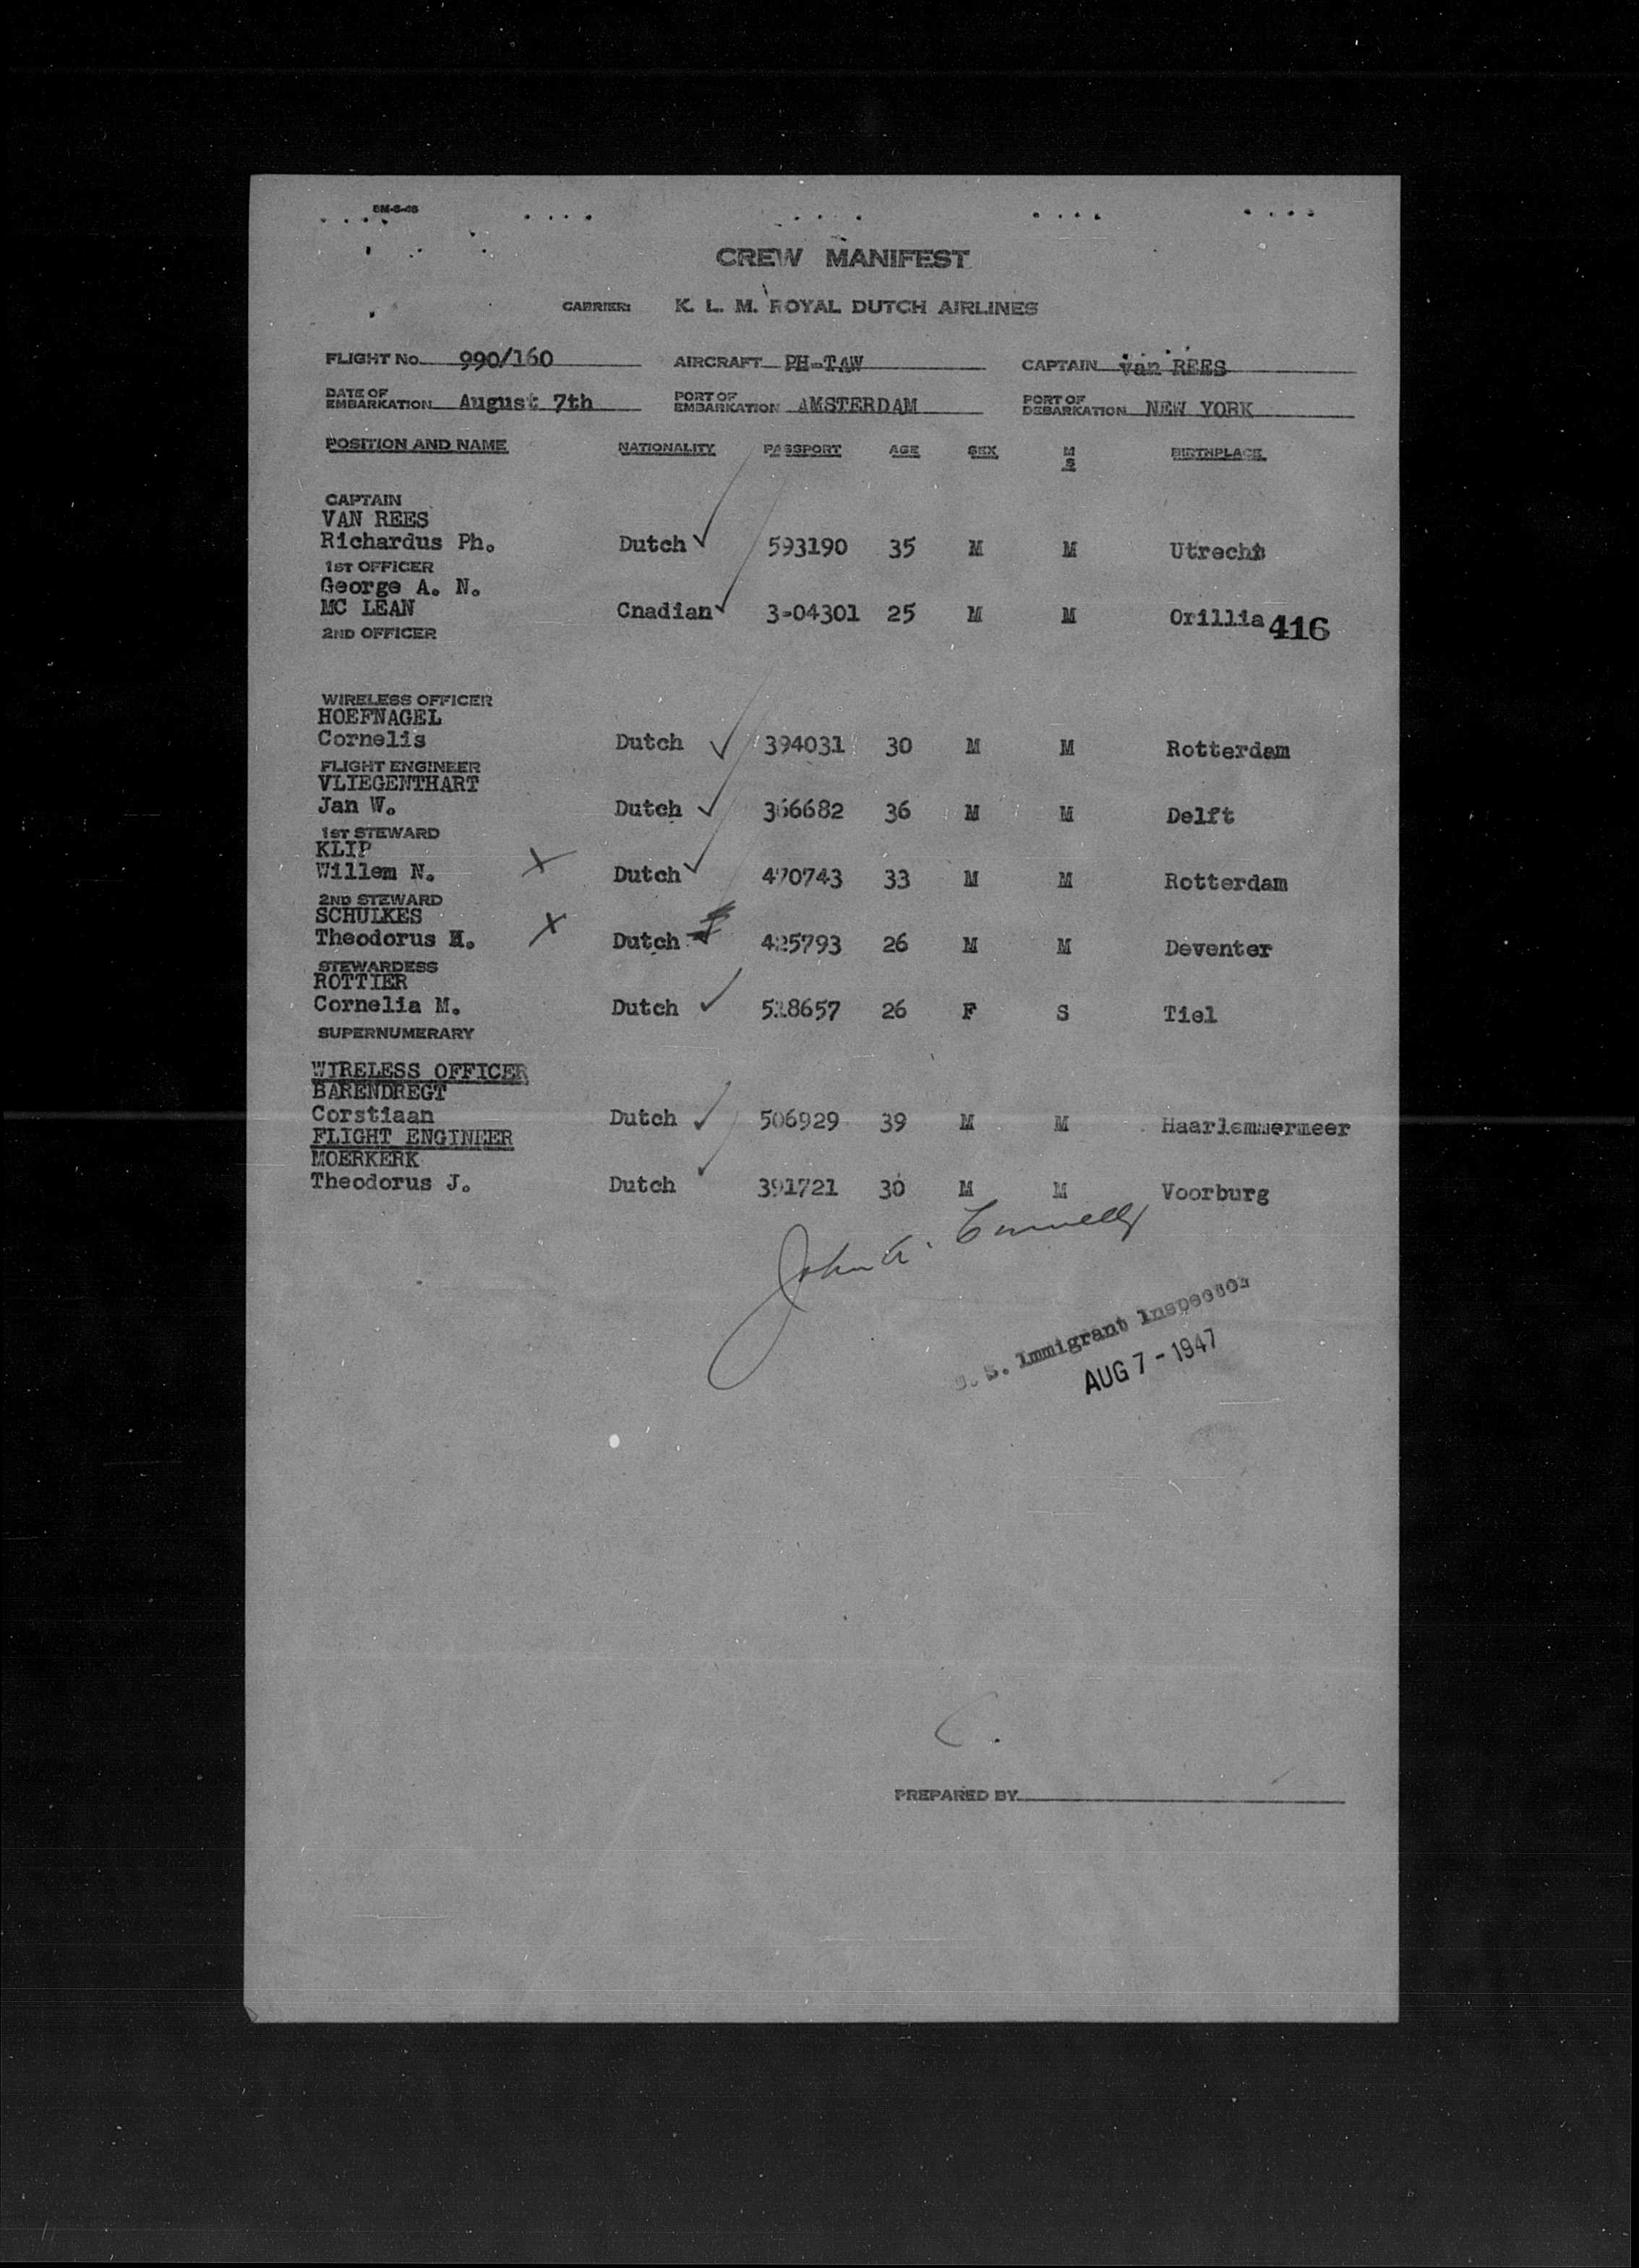 5M-6-46
CREW MANIFEST
CARRIER: K. L. M. ROYAL DUTCH AIRLINES
FLIGHT No. 990/160 AIRCRAFT PH-TAW CAPTAIN van REES
DATE OF EMBARKATION August 7th PORT OF EMBARKATION AMSTERDAM PORT OF DEBARKATION NEW YORK
POSITION AND NAME NATIONALITY PASSPORT AGE SEX M S BIRTHPLACE
CAPTAIN
VAN REES
Richardus Ph. Dutch 593190 35 M M Utrecht
1ST OFFICER
George A. N.
MC LEAN Cnadian 3-04301 25 M M Orillia 416
2ND OFFICER
WIRELESS OFFICER
HOEFNAGEL
Cornelis Dutch 394031 30 M M Rotterdam
FLIGHT ENGINEER
VLIEGENTHART
Jan W. Dutch 366682 36 M M Delft
1ST STEWARD
KLIP
Willem N. X Dutch 470743 33 M M Rotterdam
2ND STEWARD
SCHULKES
Theodorus H. X Dutch 425793 26 M M Deventer
STEWARDESS
ROTTIER
Cornelia M. Dutch 528657 26 F S Tiel
SUPERNUMERARY
WIRELESS OFFICER
BARENDREGT
Corstiaan Dutch 506929 39 M M Haarlemmermeer
FLIGHT ENGINEER
MOERKERK
Theodorus J. Dutch 391721 30 M M Voorburg
John A. Connelly
U. S. Immigrant Inspector
AUG 7 - 1947
C.
PREPARED BY